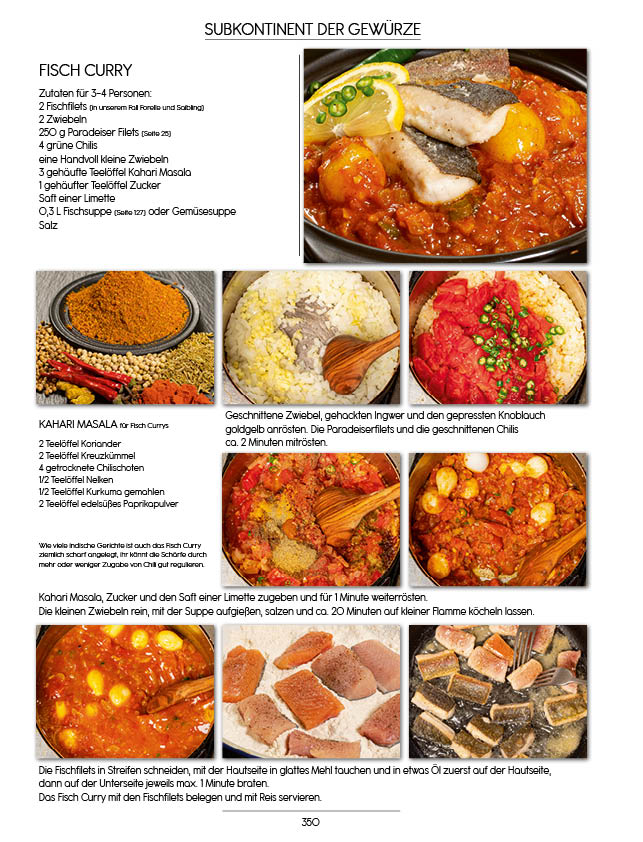 SUBKONTINENT DER GEWÜRZE
FISCH CURRY
Zutaten für 3-4 Personen:
2 Fischfilets (in unserem Fall Forelle und Saibling)
2 Zwiebeln
250 g Paradeiser Filets (Seite 25)
4 grüne Chilis
eine Handvoll kleine Zwiebeln
3 gehäufte Teelöffel Kahari Masala
1 gehäufter Teelöffel Zucker
Saft einer Limette
0,3 L Fischsuppe (Seite 127) oder Gemüsesuppe
Salz
KAHARI MASALA für Fisch Currys
2 Teelöffel Koriander
2 Teelöffel Kreuzkümmel
4 getrocknete Chilischoten
1/2 Teelöffel Nelken
1/2 Teelöffel Kurkuma gemahlen
2 Teelöffel edelsüßes Paprikapulver
Wie viele indische Gerichte ist auch das Fisch Curry
ziemlich scharf angelegt, ihr könnt die Schärfe durch
mehr oder weniger Zugabe von Chili gut regulieren.
Geschnittene Zwiebel, gehackten Ingwer und den gepressten Knoblauch
goldgelb anrösten. Die Paradeiserfilets und die geschnittenen Chilis
ca. 2 Minuten mitrösten.
Kahari Masala, Zucker und den Saft einer Limette zugeben und für 1 Minute weiterrösten.
Die kleinen Zwiebeln rein, mit der Suppe aufgießen, salzen und ca. 20 Minuten auf kleiner Flamme köcheln lassen.
Die Fischfilets in Streifen schneiden, mit der Hautseite in glattes Mehl tauchen und in etwas Öl zuerst auf der Hautseite,
dann auf der Unterseite jeweils max. 1 Minute braten.
Das Fisch Curry mit den Fischfilets belegen und mit Reis servieren.
350